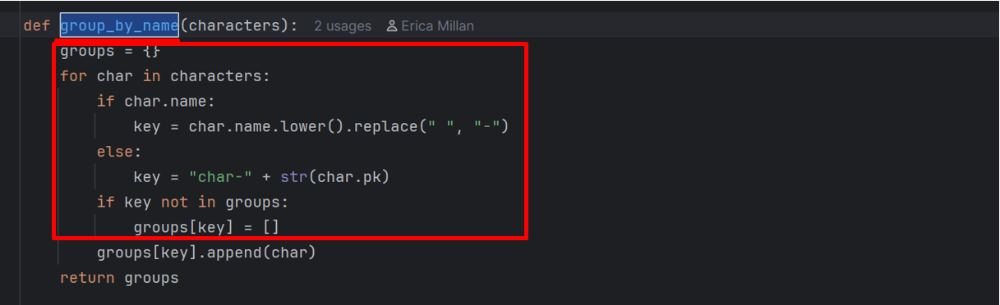 def group_by_name(characters): 2 usages Erica Millan
groups = {}
for char in characters:
if char.name:
key = char.name.lower().replace(" ", "-")
else:
key = "char-" + str(char.pk)
if key not in groups:
groups[key] = []
groups[key].append(char)
return groups